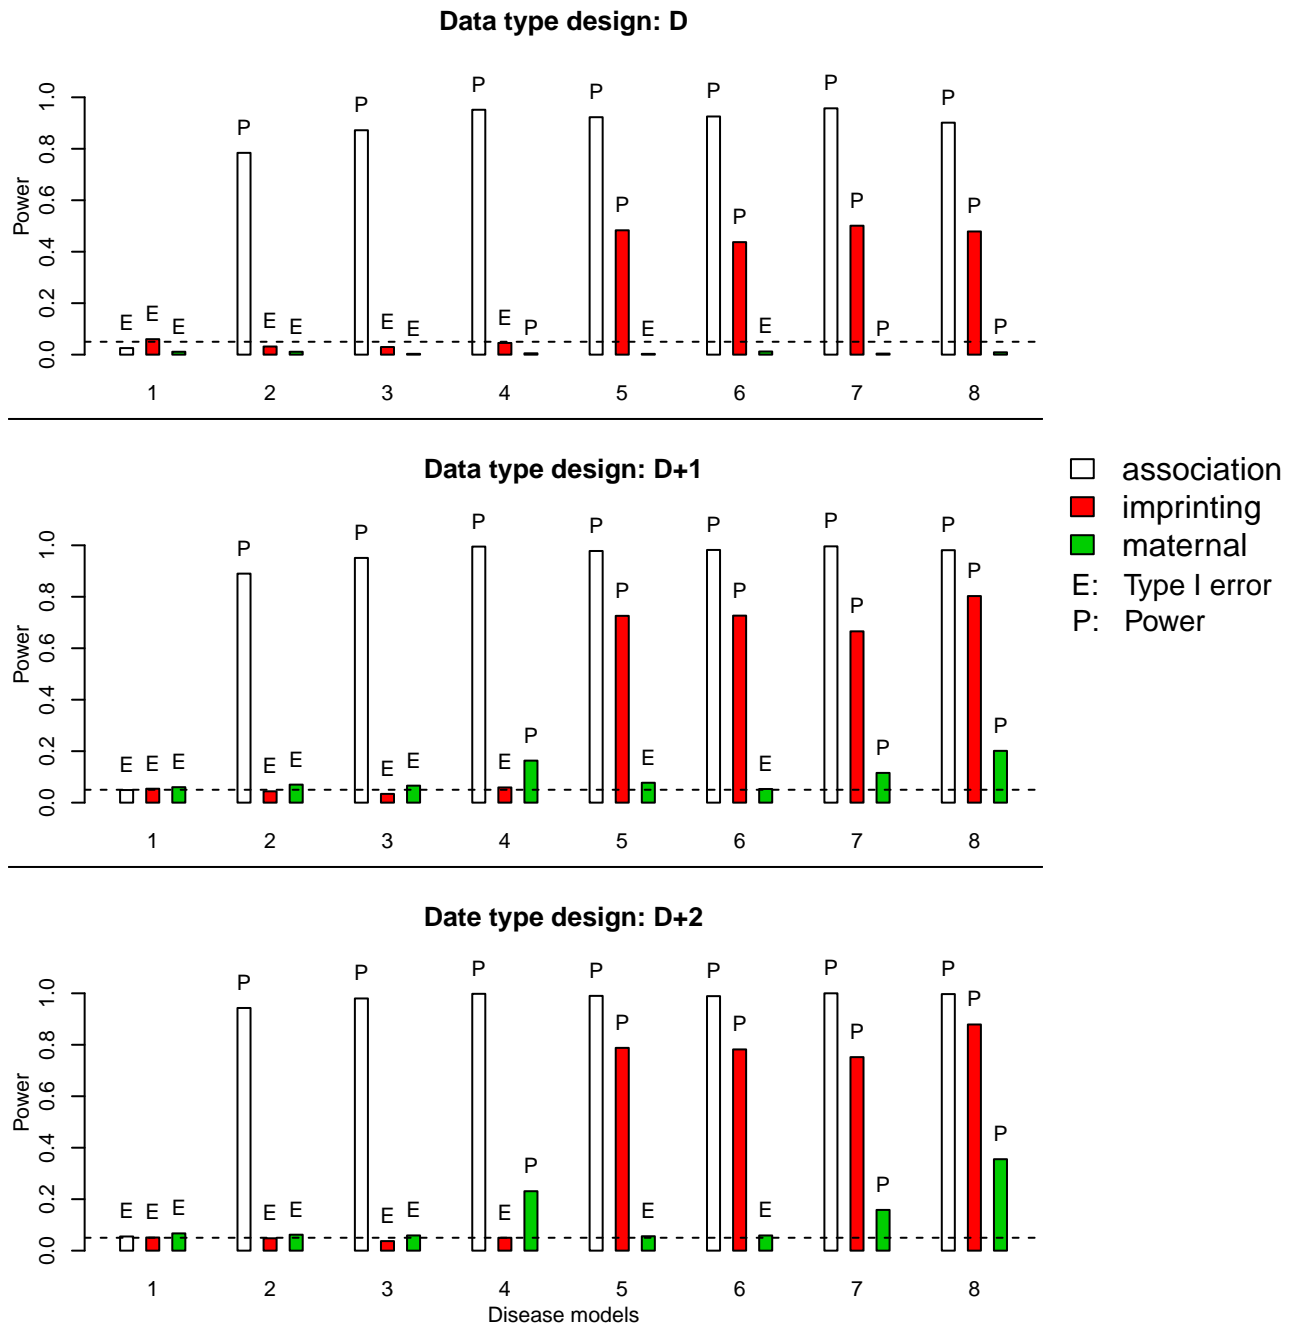 Data type design: D
Power
1.0
0.8
0.6
0.4
0.2
0.0
E E E P E E P E E P E P P P E P P E P P P P P P
1 2 3 4 5 6 7 8
Data type design: D+1
Power
1.0
0.8
0.6
0.4
0.2
0.0
E E E P E E P E E P E P P P E P P E P P P P P P
1 2 3 4 5 6 7 8
association
imprinting
maternal
E: Type I error
P: Power
Date type design: D+2
Power
1.0
0.8
0.6
0.4
0.2
0.0
E E E P E E P E E P E P P P E P P E P P P P P P
1 2 3 4 5 6 7 8
Disease models